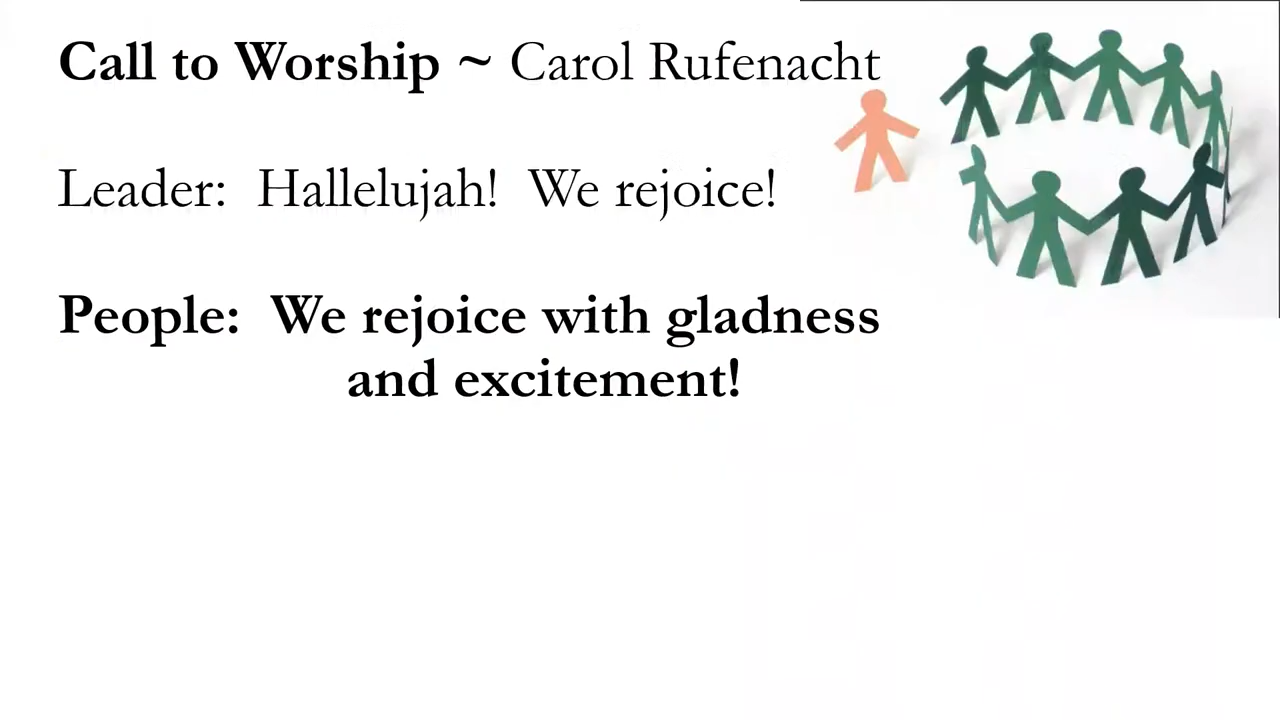 Call to Worship ~ Carol Rufenacht
Leader: Hallelujah! We rejoice!
People: We rejoice with gladness
and excitement!